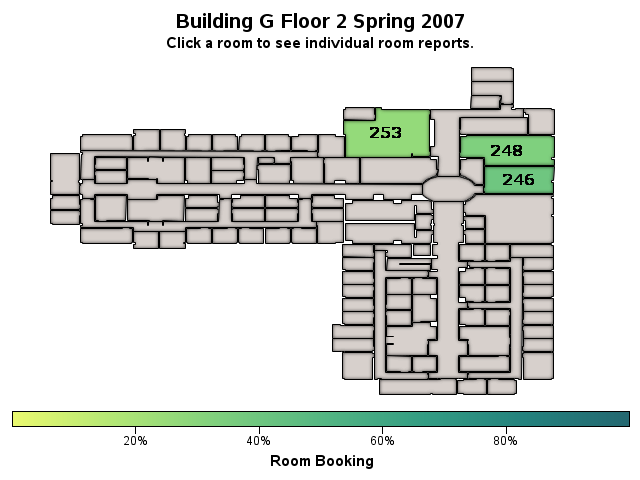 Building G Floor 2 Spring 2007
Click a room to see individual room reports.
253
248
246
20% 40% 60% 80%
Room Booking